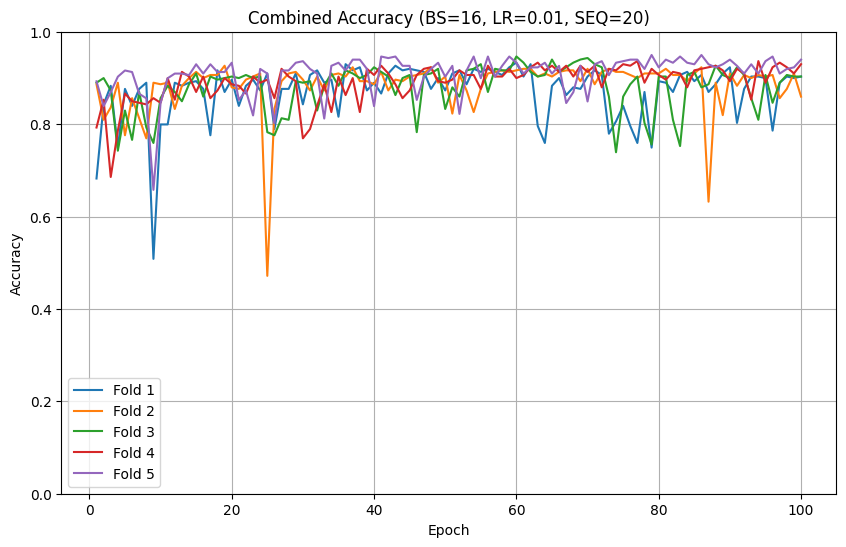 Combined Accuracy (BS=16, LR=0.01, SEQ=20)
1.0
0.8
0.6
0.4
0.2
0.0
Accuracy
Fold 1
Fold 2
Fold 3
Fold 4
Fold 5
0 20 40 60 80 100
Epoch